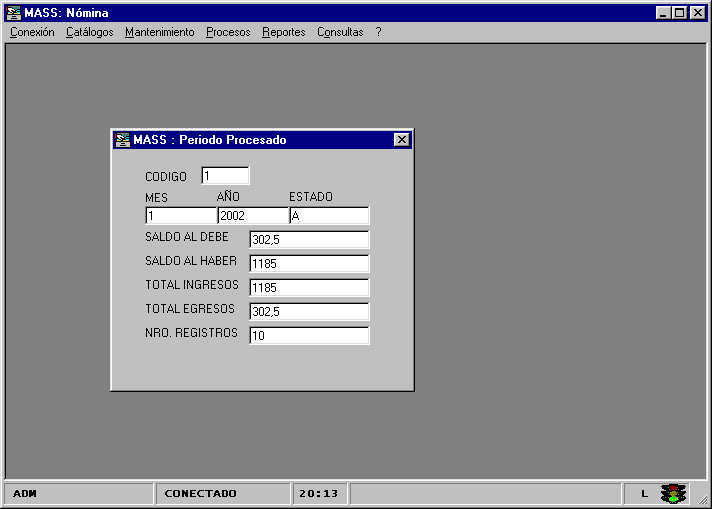 MASS: Nómina
Conexión Catálogos Mantenimiento Procesos Reportes Consultas ?
MASS : Periodo Procesado
CODIGO 1
MES AÑO ESTADO
1 2002 A
SALDO AL DEBE 302,5
SALDO AL HABER 1185
TOTAL INGRESOS 1185
TOTAL EGRESOS 302,5
NRO. REGISTROS 10
ADM CONECTADO 20:13 L